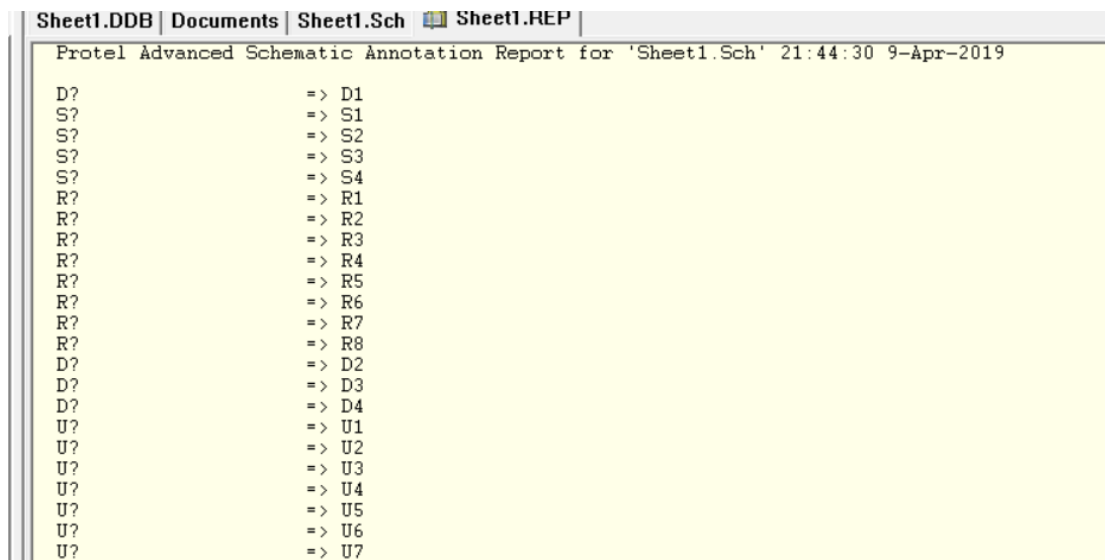 Sheet1.DDB Documents Sheet1.Sch Sheet1.REP
Protel Advanced Schematic Annotation Report for 'Sheet1.Sch' 21:44:30 9-Apr-2019
D? => D1
S? => S1
S? => S2
S? => S3
S? => S4
R? => R1
R? => R2
R? => R3
R? => R4
R? => R5
R? => R6
R? => R7
R? => R8
D? => D2
D? => D3
D? => D4
U? => U1
U? => U2
U? => U3
U? => U4
U? => U5
U? => U6
U? => U7